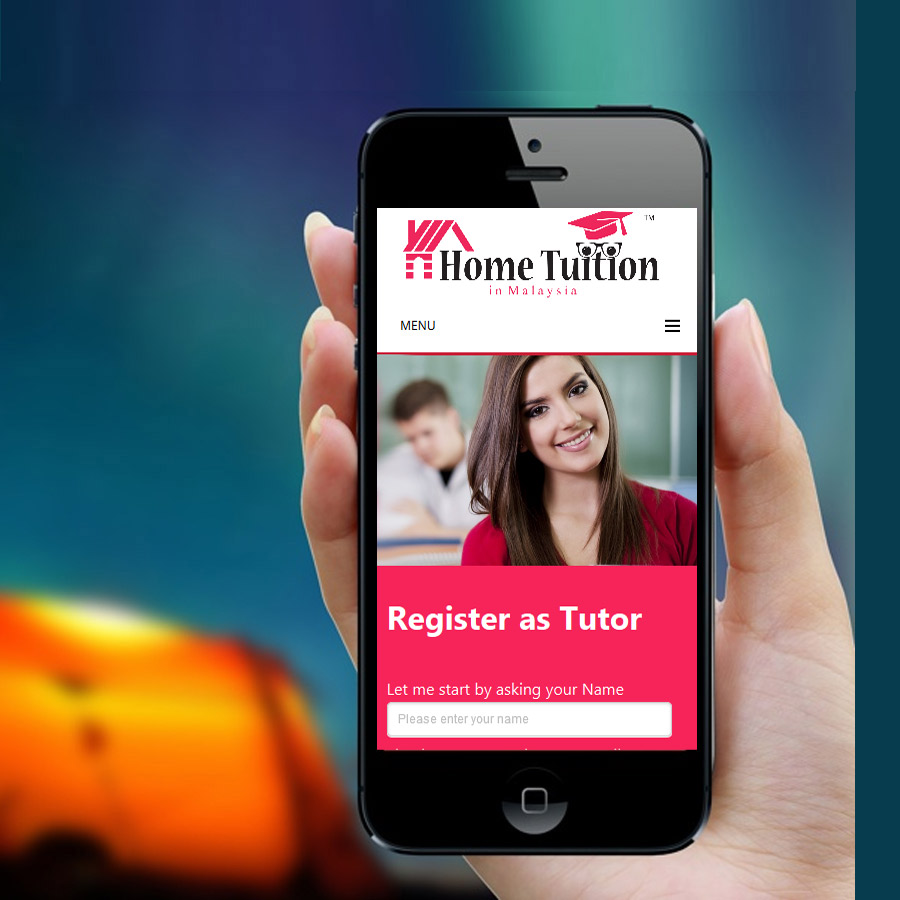 TM
Home Tuition
in Malaysia
MENU
Register as Tutor
Let me start by asking your Name
Please enter your name